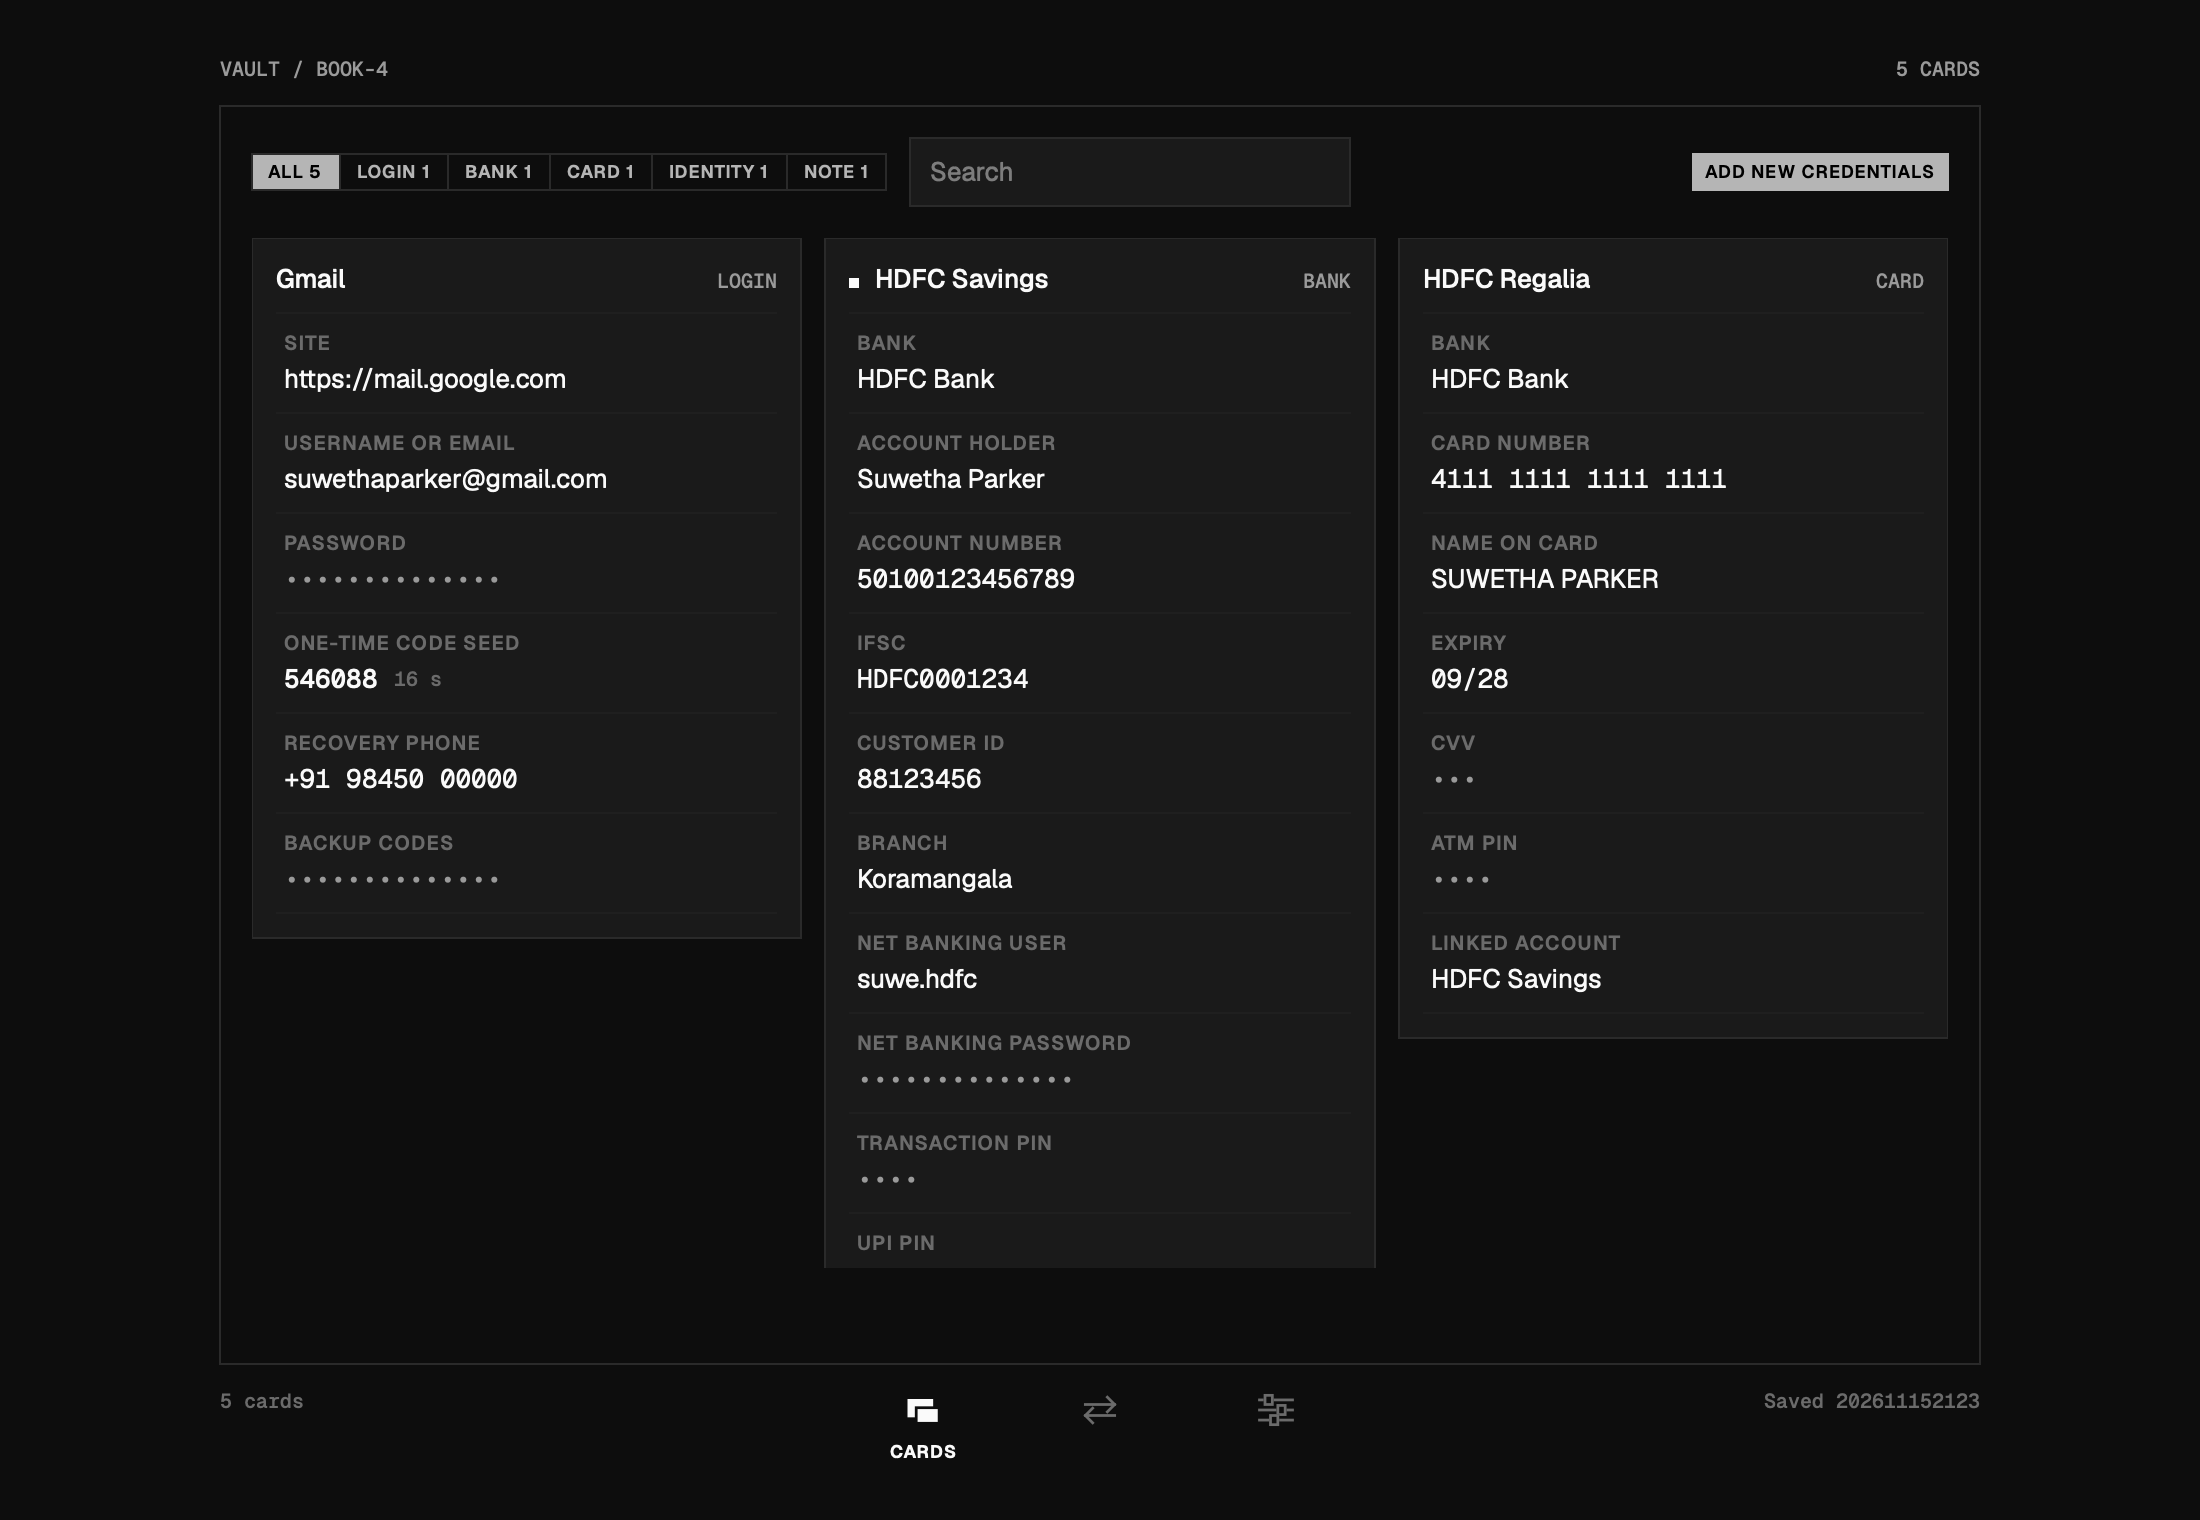 VAULT / BOOK-4
5 CARDS
ALL 5
LOGIN 1
BANK 1
CARD 1
IDENTITY 1
NOTE 1
Search
ADD NEW CREDENTIALS
Gmail
LOGIN
SITE
https://mail.google.com
USERNAME OR EMAIL
suwethaparker@gmail.com
PASSWORD
••••••••••••••
ONE-TIME CODE SEED
546088 16 s
RECOVERY PHONE
+91 98450 00000
BACKUP CODES
••••••••••••••
HDFC Savings
BANK
BANK
HDFC Bank
ACCOUNT HOLDER
Suwetha Parker
ACCOUNT NUMBER
50100123456789
IFSC
HDFC0001234
CUSTOMER ID
88123456
BRANCH
Koramangala
NET BANKING USER
suwe.hdfc
NET BANKING PASSWORD
••••••••••••••
TRANSACTION PIN
••••
UPI PIN
HDFC Regalia
CARD
BANK
HDFC Bank
CARD NUMBER
4111 1111 1111 1111
NAME ON CARD
SUWETHA PARKER
EXPIRY
09/28
CVV
•••
ATM PIN
••••
LINKED ACCOUNT
HDFC Savings
5 cards
CARDS
Saved 202611152123